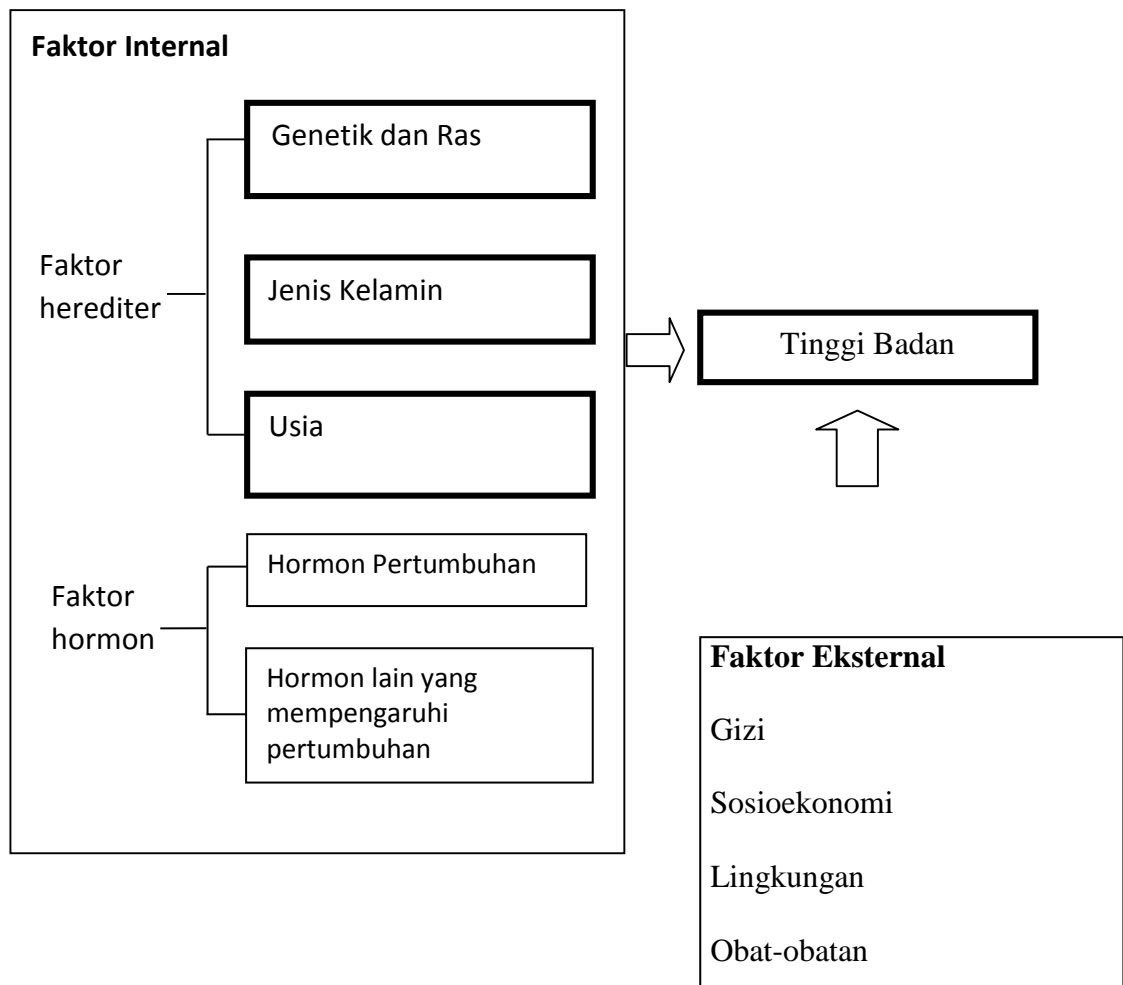 Faktor Internal
Genetik dan Ras
Faktor
herediter
Jenis Kelamin
Usia
Faktor
hormon
Hormon Pertumbuhan
Hormon lain yang
mempengaruhi
pertumbuhan
Tinggi Badan
Faktor Eksternal
Gizi
Sosioekonomi
Lingkungan
Obat-obatan